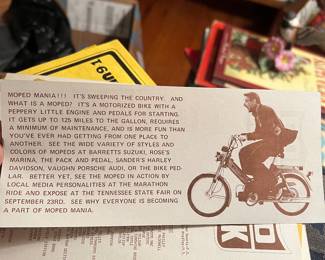 MOPED MANIA!!! IT'S SWEEPING THE COUNTRY. AND
WHAT IS A MOPED? IT'S A MOTORIZED BIKE WITH A
PEPPERY LITTLE ENGINE AND PEDALS FOR STARTING.
IT GETS UP TO 125 MILES TO THE GALLON, REQUIRES
A MINIMUM OF MAINTENANCE, AND IS MORE FUN THAN
YOU'VE EVER HAD GETTING FROM ONE PLACE TO
ANOTHER. SEE THE WIDE VARIETY OF STYLES AND
COLORS OF MOPEDS AT BARRETTS SUZUKI, ROSE'S
MARINA, THE PACK AND PEDAL, SANDER'S HARLEY
DAVIDSON, VAUGHN PORSCHE AUDI, OR THE BIKE PED-
LAR. BETTER YET, SEE THE MOPED IN ACTION BY
LOCAL MEDIA PERSONALITIES AT THE MARATHON
RIDE AND EXPOSE AT THE TENNESSEE STATE FAIR ON
SEPTEMBER 23RD. SEE WHY EVERYONE IS BECOMING
A PART OF MOPED MANIA.